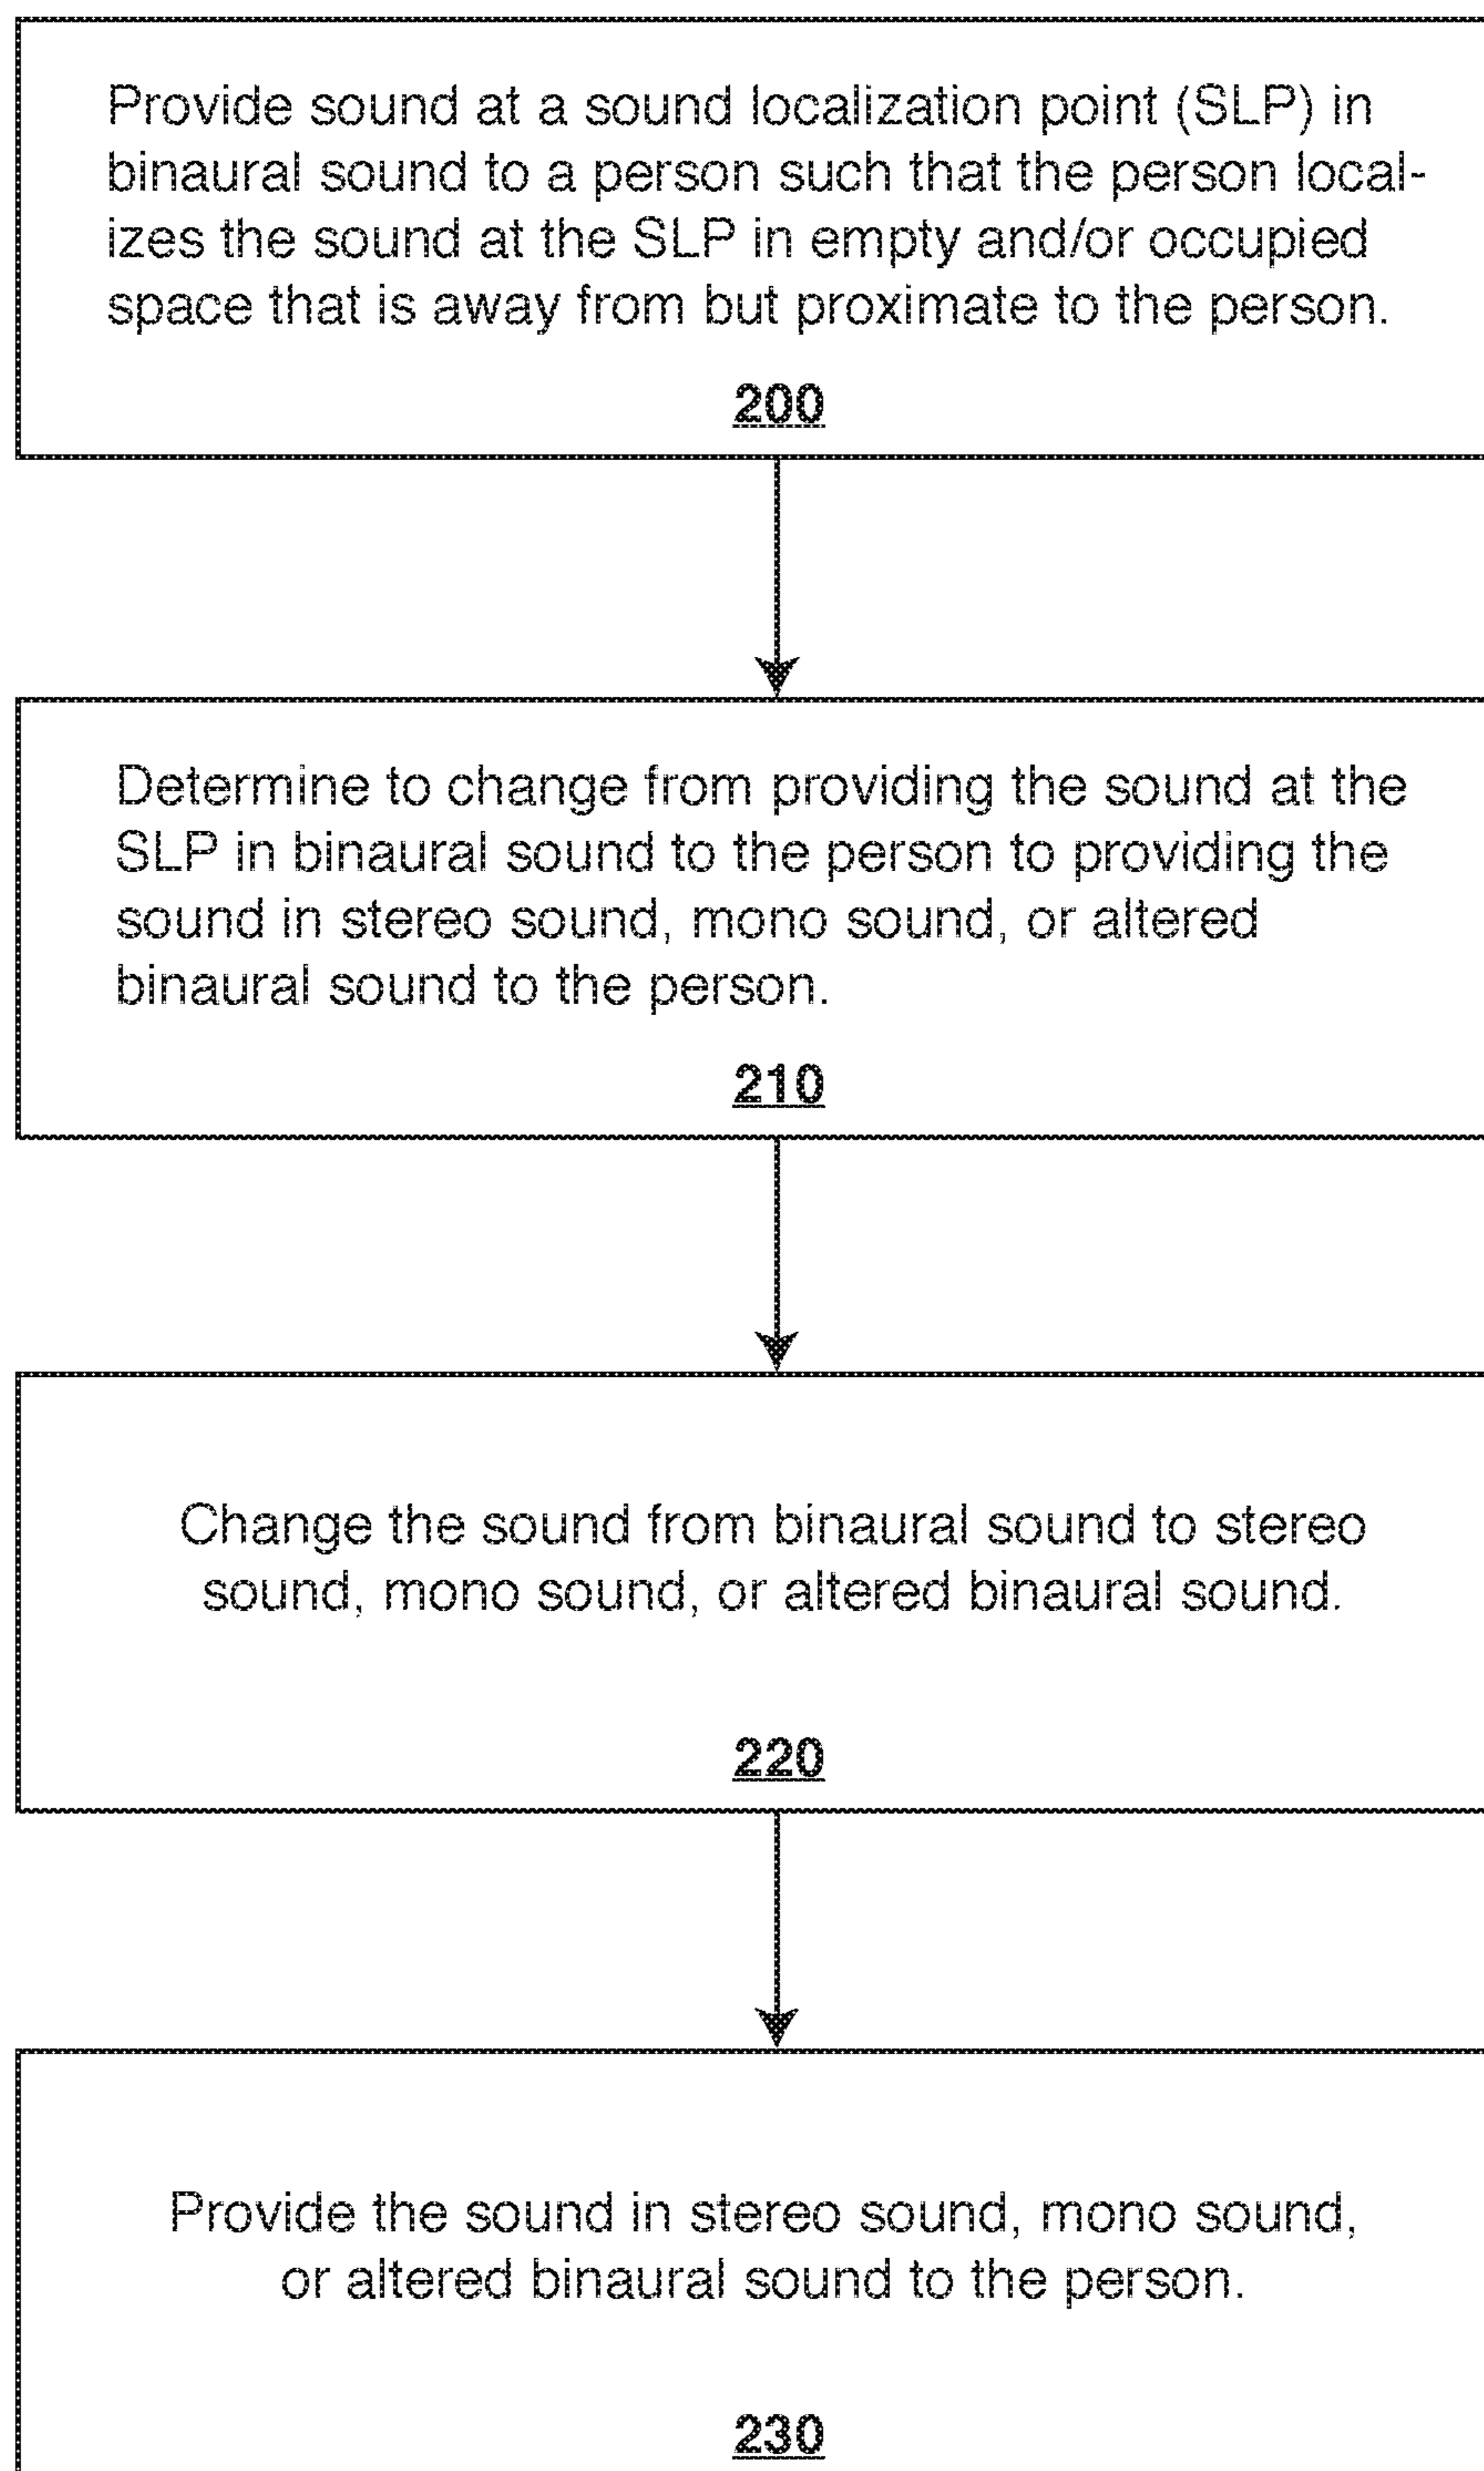 Provide sound at a sound localization point (SLP) in
binaural sound to a person such that the person local-
izes the sound at the SLP in empty and/or occupied
space that is away from but proximate to the person.
200
Determine to change from providing the sound at the
SLP in binaural sound to the person to providing the
sound in stereo sound, mono sound, or altered
binaural sound to the person.
210
Change the sound from binaural sound to stereo
sound, mono sound, or altered binaural sound.
220
Provide the sound in stereo sound, mono sound,
or altered binaural sound to the person.
230